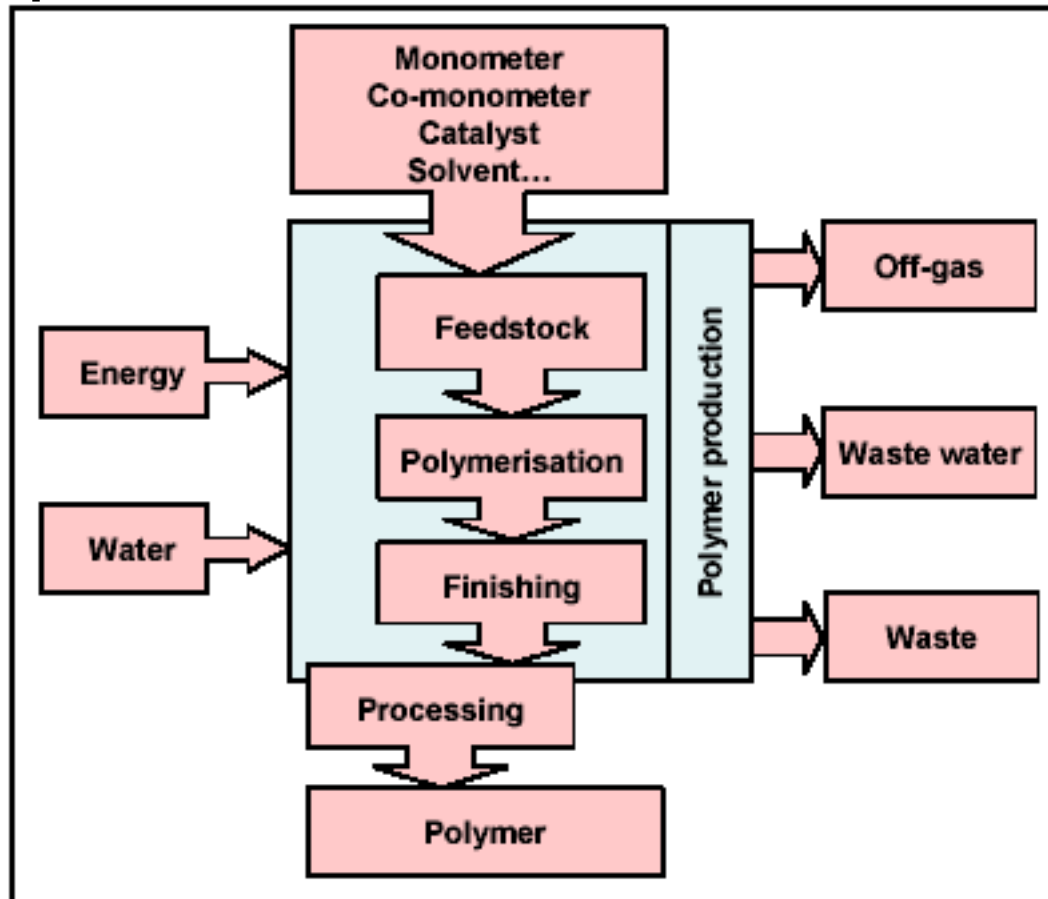 Monometer
Co-monometer
Catalyst
Solvent...
Feedstock
Off-gas
Energy
Polymerisation
Polymer production
Waste water
Water
Finishing
Waste
Processing
Polymer